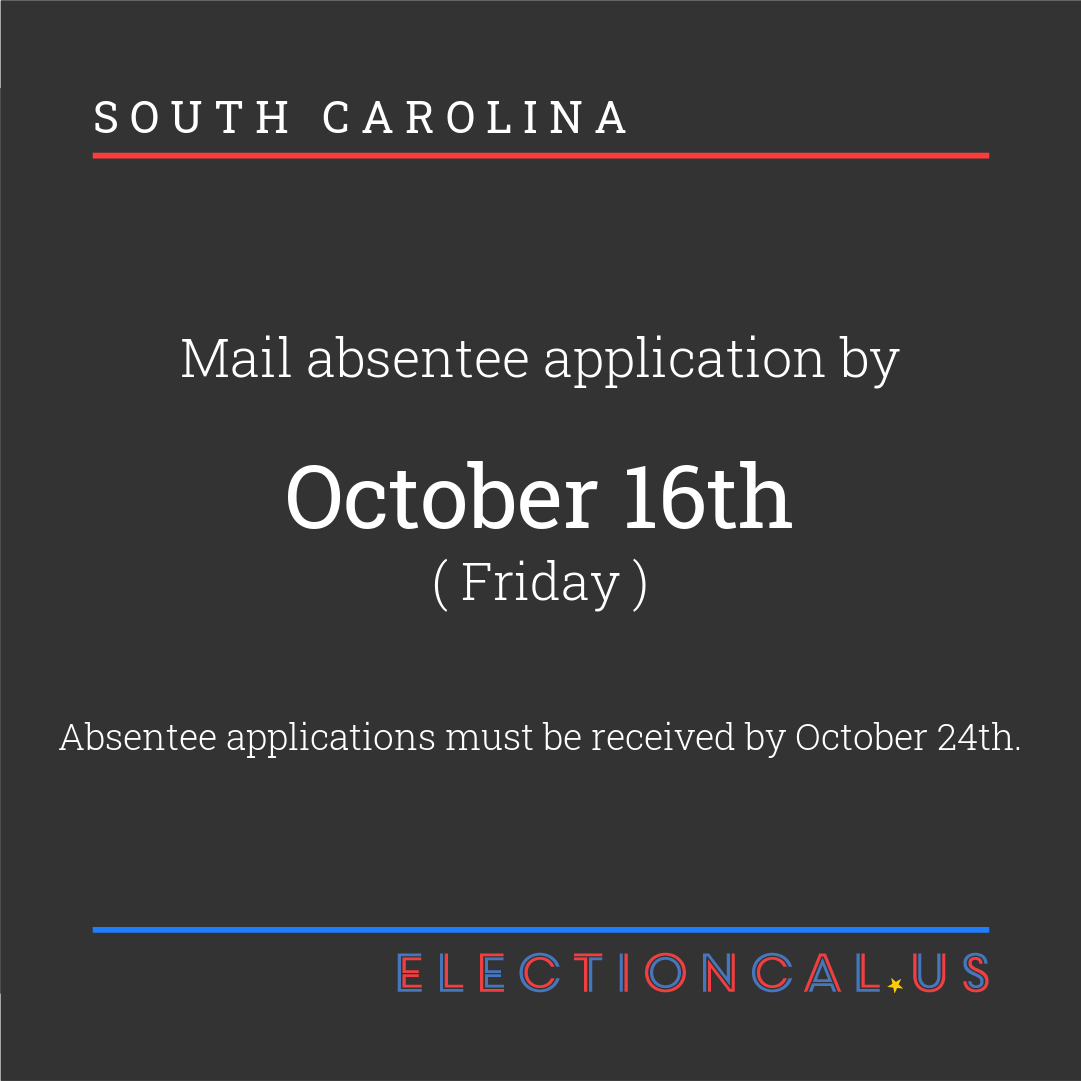 SOUTH CAROLINA
Mail absentee application by
October 16th
( Friday )
Absentee applications must be received by October 24th.
ELECTIONCAL.US